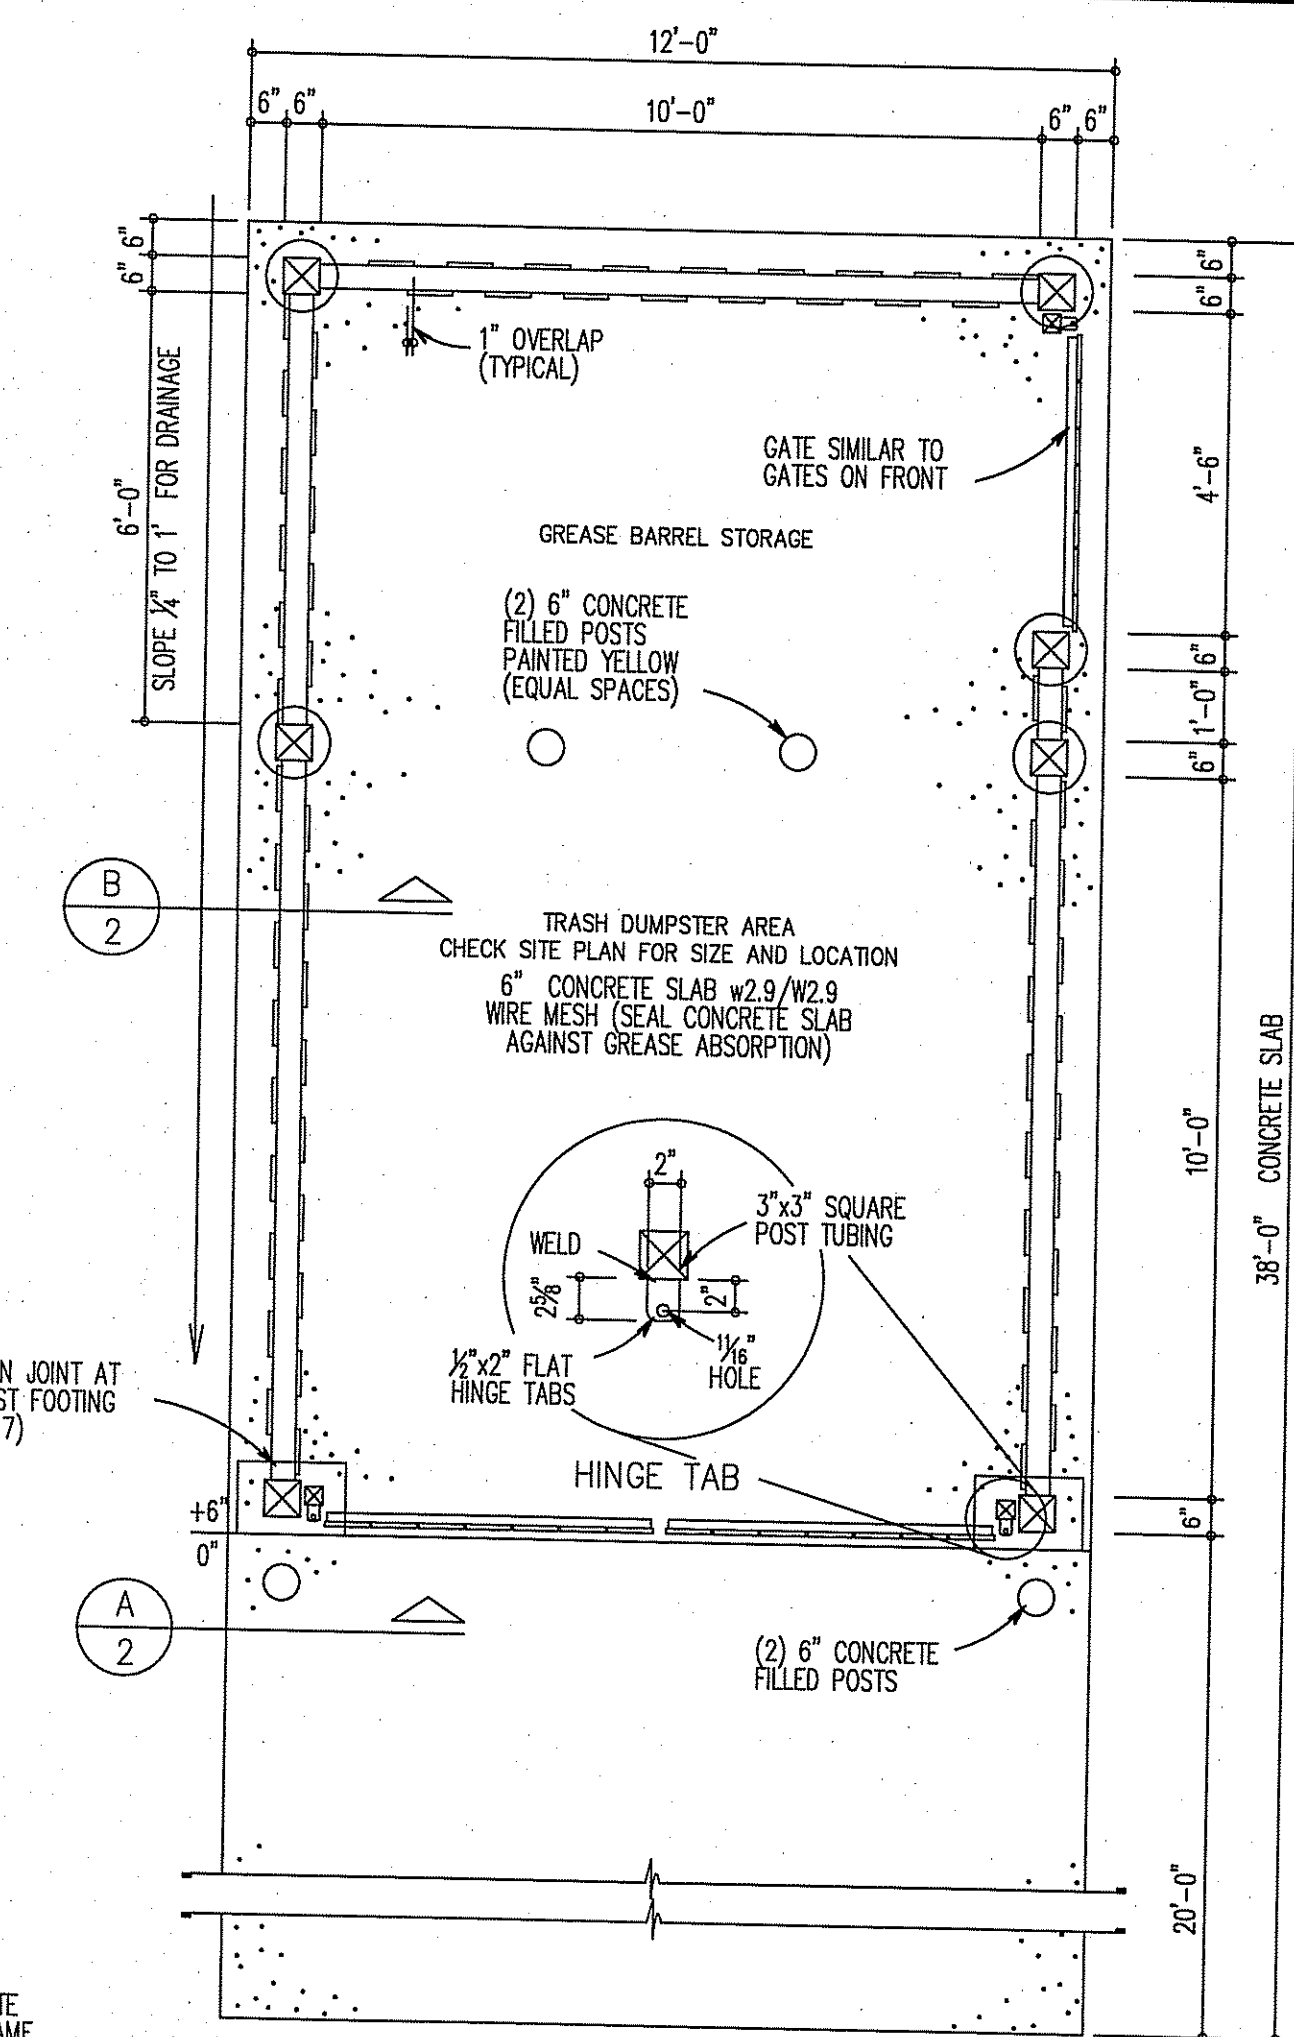 12'-0"
6" 6" 10'-0" 6" 6"
6" 6"
6"
6"
1" OVERLAP
(TYPICAL)
6'-0"
SLOPE ¼" TO 1' FOR DRAINAGE
GATE SIMILAR TO
GATES ON FRONT
4'-6"
GREASE BARREL STORAGE
(2) 6" CONCRETE
FILLED POSTS
PAINTED YELLOW
(EQUAL SPACES)
6"
1'-0"
6"
B
2
TRASH DUMPSTER AREA
CHECK SITE PLAN FOR SIZE AND LOCATION
6" CONCRETE SLAB w2.9/W2.9
WIRE MESH (SEAL CONCRETE SLAB
AGAINST GREASE ABSORPTION)
10'-0"
38'-0" CONCRETE SLAB
2"
3"x3" SQUARE
POST TUBING
WELD
2⅝"
2"
½"x2" FLAT
HINGE TABS
11/16"
HOLE
N JOINT AT
ST FOOTING
7)
HINGE TAB
+6"
0"
6"
A
2
(2) 6" CONCRETE
FILLED POSTS
20'-0"
TE
AME